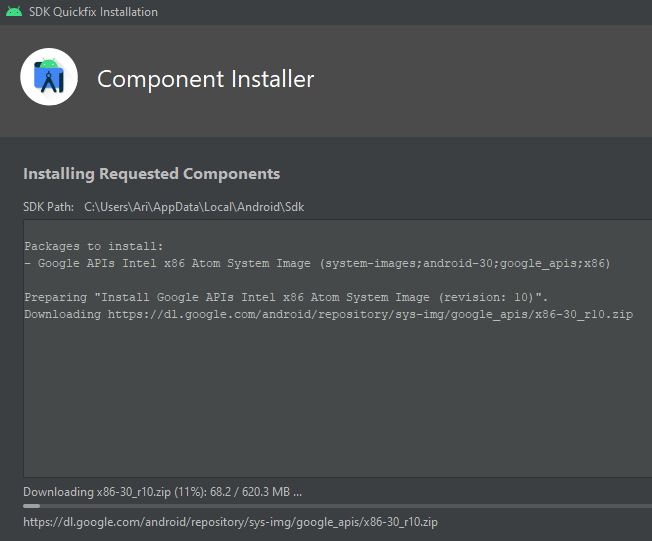 SDK Quickfix Installation
Component Installer
Installing Requested Components
SDK Path: C:\Users\Ari\AppData\Local\Android\Sdk
Packages to install:
- Google APIs Intel x86 Atom System Image (system-images;android-30;google_apis;x86)
Preparing "Install Google APIs Intel x86 Atom System Image (revision: 10)".
Downloading https://dl.google.com/android/repository/sys-img/google_apis/x86-30_r10.zip
Downloading x86-30_r10.zip (11%): 68.2 / 620.3 MB ...
https://dl.google.com/android/repository/sys-img/google_apis/x86-30_r10.zip